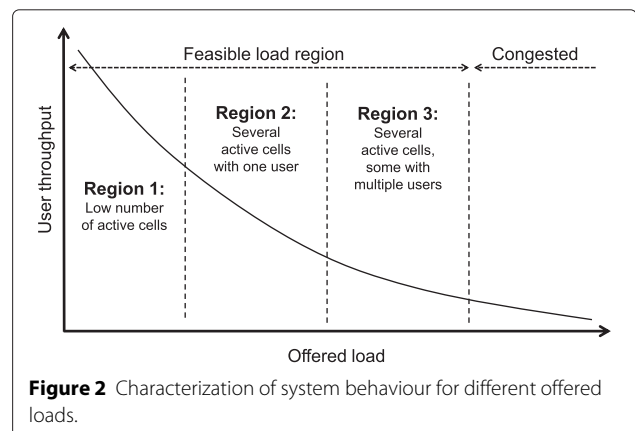 Feasible load region
Congested
User throughput
Region 1:
Low number
of active cells
Region 2:
Several
active cells
with one user
Region 3:
Several
active cells,
some with
multiple users
Offered load
Figure 2 Characterization of system behaviour for different offered
loads.